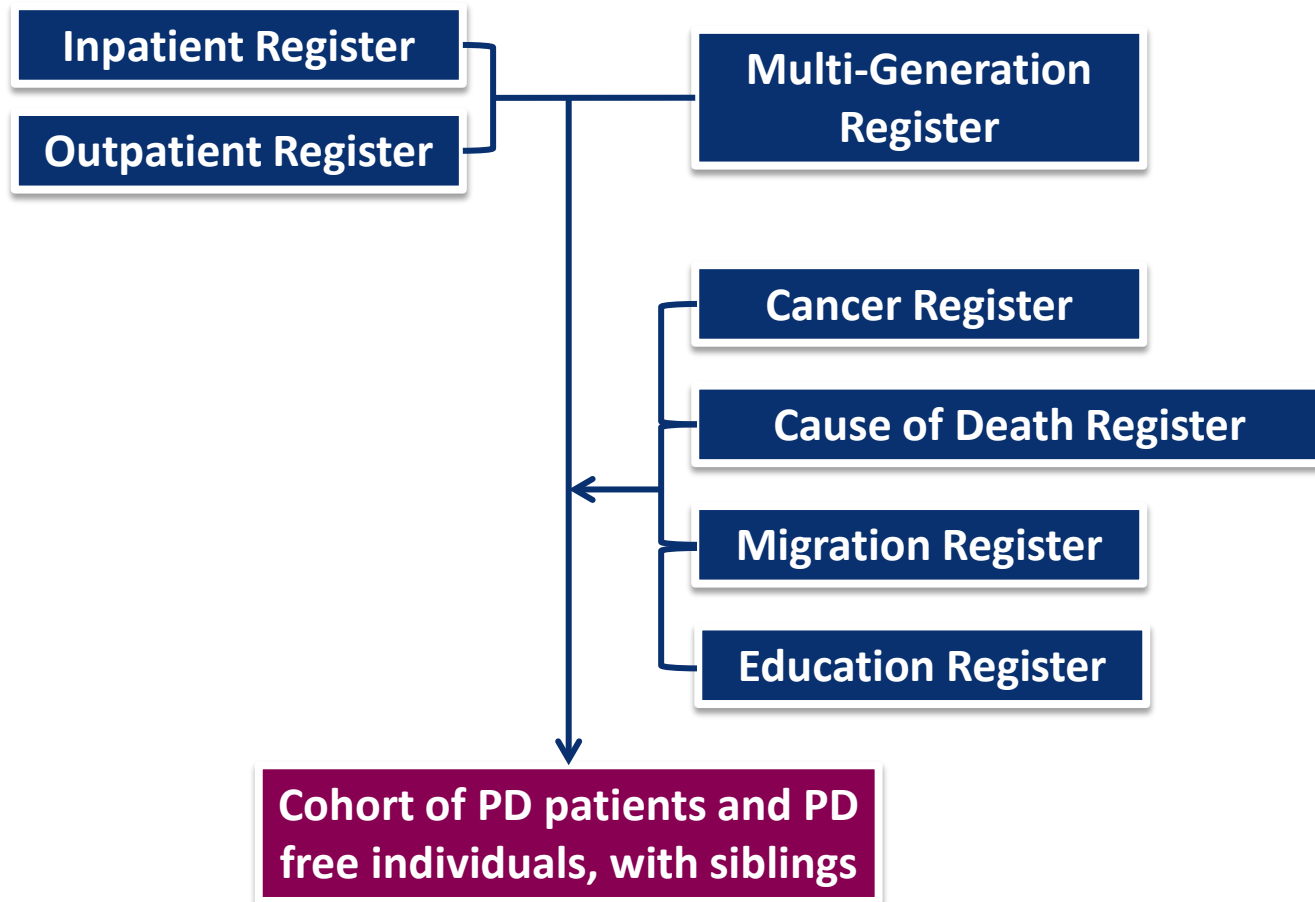 Inpatient Register
Outpatient Register
Multi-Generation
Register
Cancer Register
Cause of Death Register
Migration Register
Education Register
Cohort of PD patients and PD
free individuals, with siblings